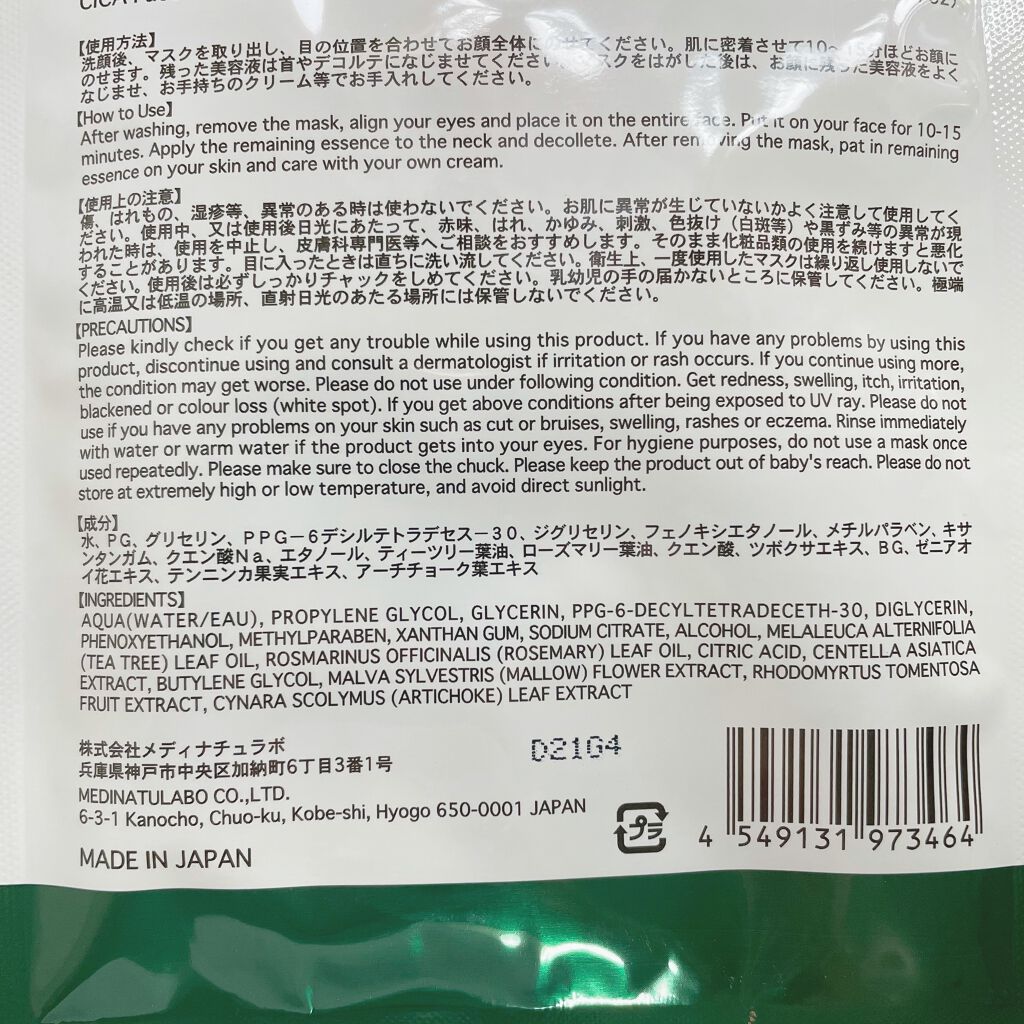 CICA
【使用方法】
洗顔後、マスクを取り出し、目の位置を合わせてお顔全体にのせてください。肌に密着させて10~15分ほどお顔に
のせます。残った美容液は首やデコルテになじませてください。マスクをはがした後は、お顔に残った美容液をよく
なじませ、お手持ちのクリーム等でお手入れしてください。
【How to Use】
After washing, remove the mask, align your eyes and place it on the entire face. Put it on your face for 10-15
minutes. Apply the remaining essence to the neck and decollete. After removing the mask, pat in remaining
essence on your skin and care with your own cream.
【使用上の注意】
傷、はれもの、湿疹等、異常のある時は使わないでください。お肌に異常が生じていないかよく注意して使用してく
ださい。使用中、又は使用後日光にあたって、赤味、はれ、かゆみ、刺激、色抜け（白斑等）や黒ずみ等の異常が現
われた時は、使用を中止し、皮膚科専門医等へご相談をおすすめします。そのまま化粧品類の使用を続けますと悪化
することがあります。目に入ったときは直ちに洗い流してください。衛生上、一度使用したマスクは繰り返し使用しないで
ください。使用後は必ずしっかりチャックをしめてください。乳幼児の手の届かないところに保管してください。極端
に高温又は低温の場所、直射日光のあたる場所には保管しないでください。
【PRECAUTIONS】
Please kindly check if you get any trouble while using this product. If you have any problems by using this
product, discontinue using and consult a dermatologist if irritation or rash occurs. If you continue using more,
the condition may get worse. Please do not use under following condition. Get redness, swelling, itch, irritation,
blackened or colour loss (white spot). If you get above conditions after being exposed to UV ray. Please do not
use if you have any problems on your skin such as cut or bruises, swelling, rashes or eczema. Rinse immediately
with water or warm water if the product gets into your eyes. For hygiene purposes, do not use a mask once
used repeatedly. Please make sure to close the chuck. Please keep the product out of baby's reach. Please do not
store at extremely high or low temperature, and avoid direct sunlight.
【成分】
水、PG、グリセリン、ＰＰＧ－６デシルテトラデセス－３０、ジグリセリン、フェノキシエタノール、メチルパラベン、キサ
ンタンガム、クエン酸Ｎａ、エタノール、ティーツリー葉油、ローズマリー葉油、クエン酸、ツボクサエキス、ＢＧ、ゼニアオ
イ花エキス、テンニンカ果実エキス、アーチチョーク葉エキス
【INGREDIENTS】
AQUA(WATER/EAU), PROPYLENE GLYCOL, GLYCERIN, PPG-6-DECYLTETRADECETH-30, DIGLYCERIN,
PHENOXYETHANOL, METHYLPARABEN, XANTHAN GUM, SODIUM CITRATE, ALCOHOL, MELALEUCA ALTERNIFOLIA
(TEA TREE) LEAF OIL, ROSMARINUS OFFICINALIS (ROSEMARY) LEAF OIL, CITRIC ACID, CENTELLA ASIATICA
EXTRACT, BUTYLENE GLYCOL, MALVA SYLVESTRIS (MALLOW) FLOWER EXTRACT, RHODOMYRTUS TOMENTOSA
FRUIT EXTRACT, CYNARA SCOLYMUS (ARTICHOKE) LEAF EXTRACT
株式会社メディナチュラボ
兵庫県神戸市中央区加納町6丁目3番1号
D21G4
MEDINATULABO CO.,LTD.
6-3-1 Kanocho, Chuo-ku, Kobe-shi, Hyogo 650-0001 JAPAN
MADE IN JAPAN
プラ
4 549131 973464